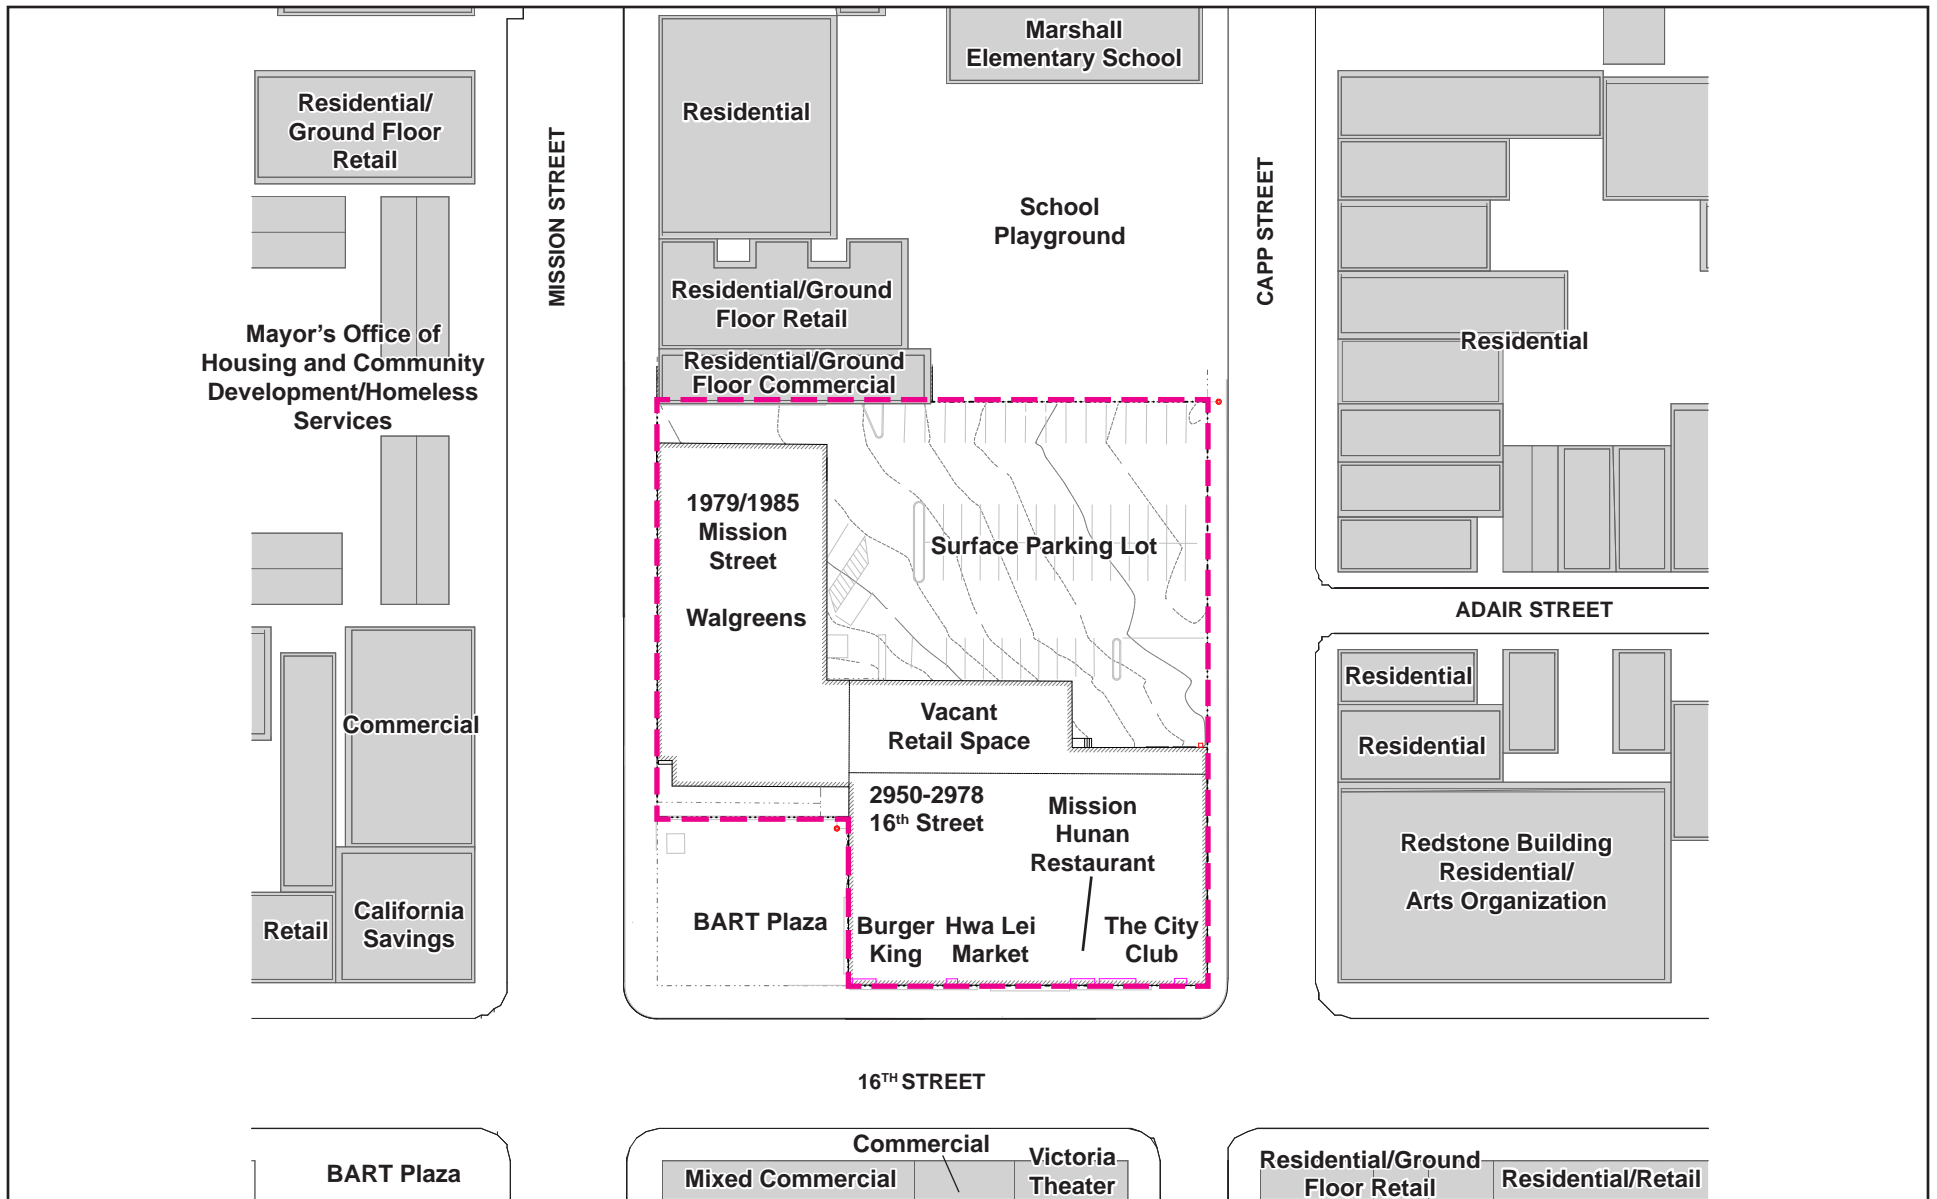 Marshall
Elementary School
Residential/
Ground Floor
Retail
Residential
MISSION STREET
CAPP STREET
School
Playground
Residential/Ground
Floor Retail
Mayor’s Office of
Housing and Community
Development/Homeless
Services
Residential
Residential/Ground
Floor Commercial
1979/1985
Mission
Street
Walgreens
Surface Parking Lot
ADAIR STREET
Residential
Commercial
Vacant
Retail Space
Residential
2950-2978
16th Street
Mission
Hunan
Restaurant
Redstone Building
Residential/
Arts Organization
California
Savings
Retail
BART Plaza
Burger
King
Hwa Lei
Market
The City
Club
16TH STREET
BART Plaza
Commercial
Mixed Commercial
Victoria
Theater
Residential/Ground
Floor Retail
Residential/Retail